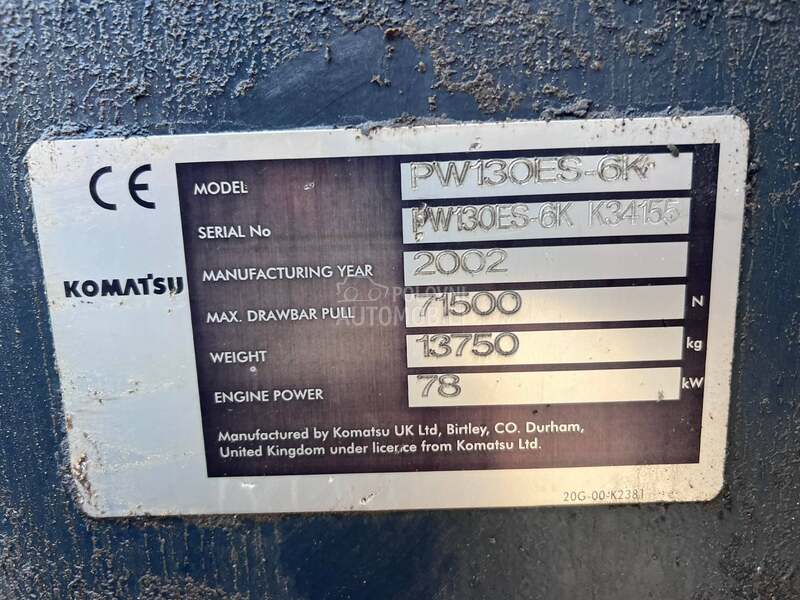 CE
KOMATSU
MODEL PW130ES-6K
SERIAL No PW130ES-6K K34155
MANUFACTURING YEAR 2002
MAX. DRAWBAR PULL 71500 N
WEIGHT 13750 kg
ENGINE POWER 78 kW
Manufactured by Komatsu UK Ltd, Birtley, CO. Durham,
United Kingdom under licence from Komatsu Ltd.
20G-00-K2381
POLOVNI
AUTOMOBILI